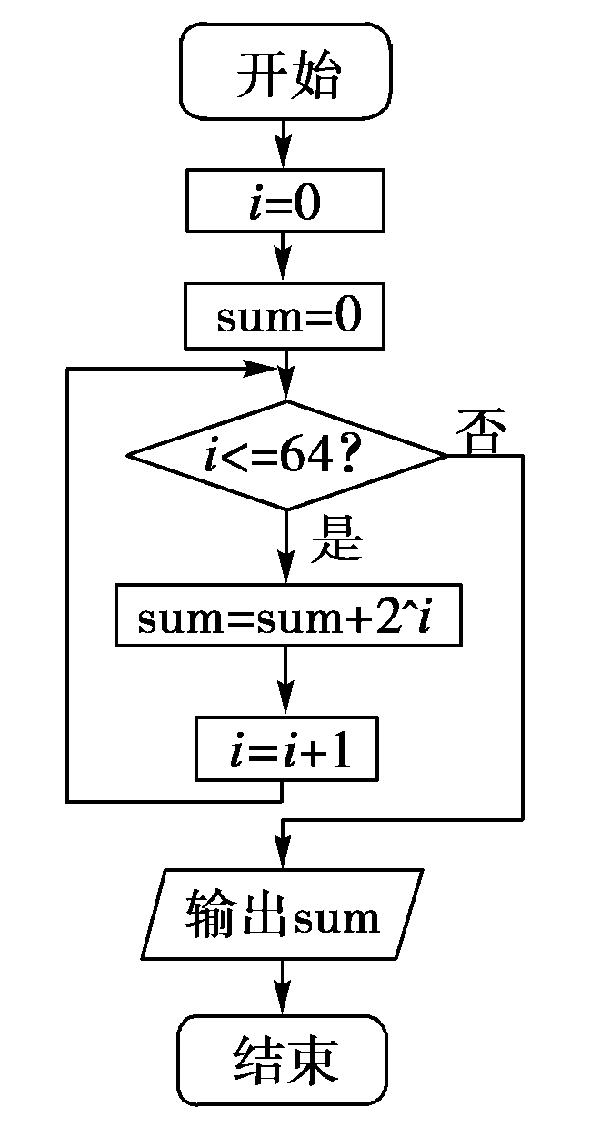 开始
i=0
sum=0
i<=64?
否
是
sum=sum+2^i
i=i+1
输出sum
结束